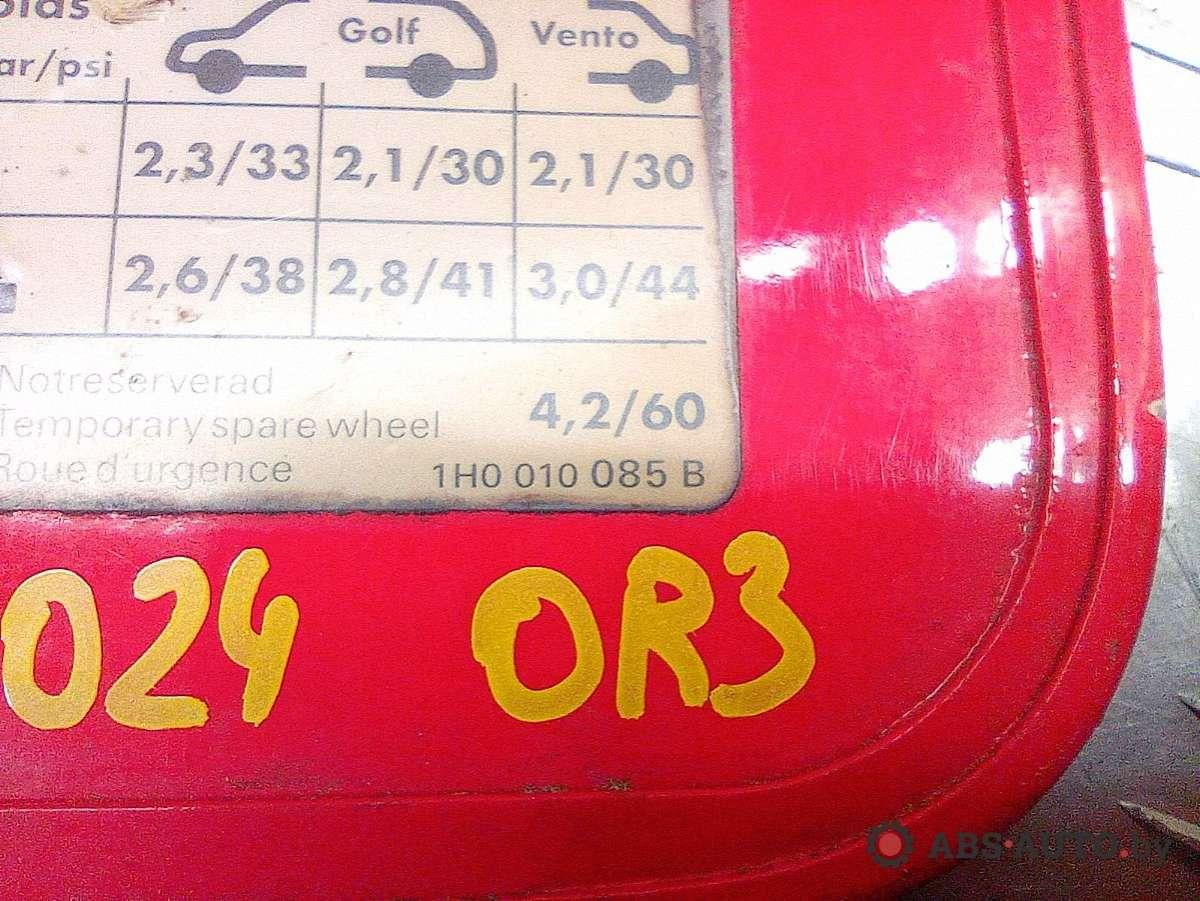 Golf Vento
ar/psi
2,3/33 2,1/30 2,1/30
2,6/38 2,8/41 3,0/44
Notreserverad
Temporary spare wheel 4,2/60
Roue d'urgence 1H0 010 085 B
024 OR3
ABS-AUTO.by